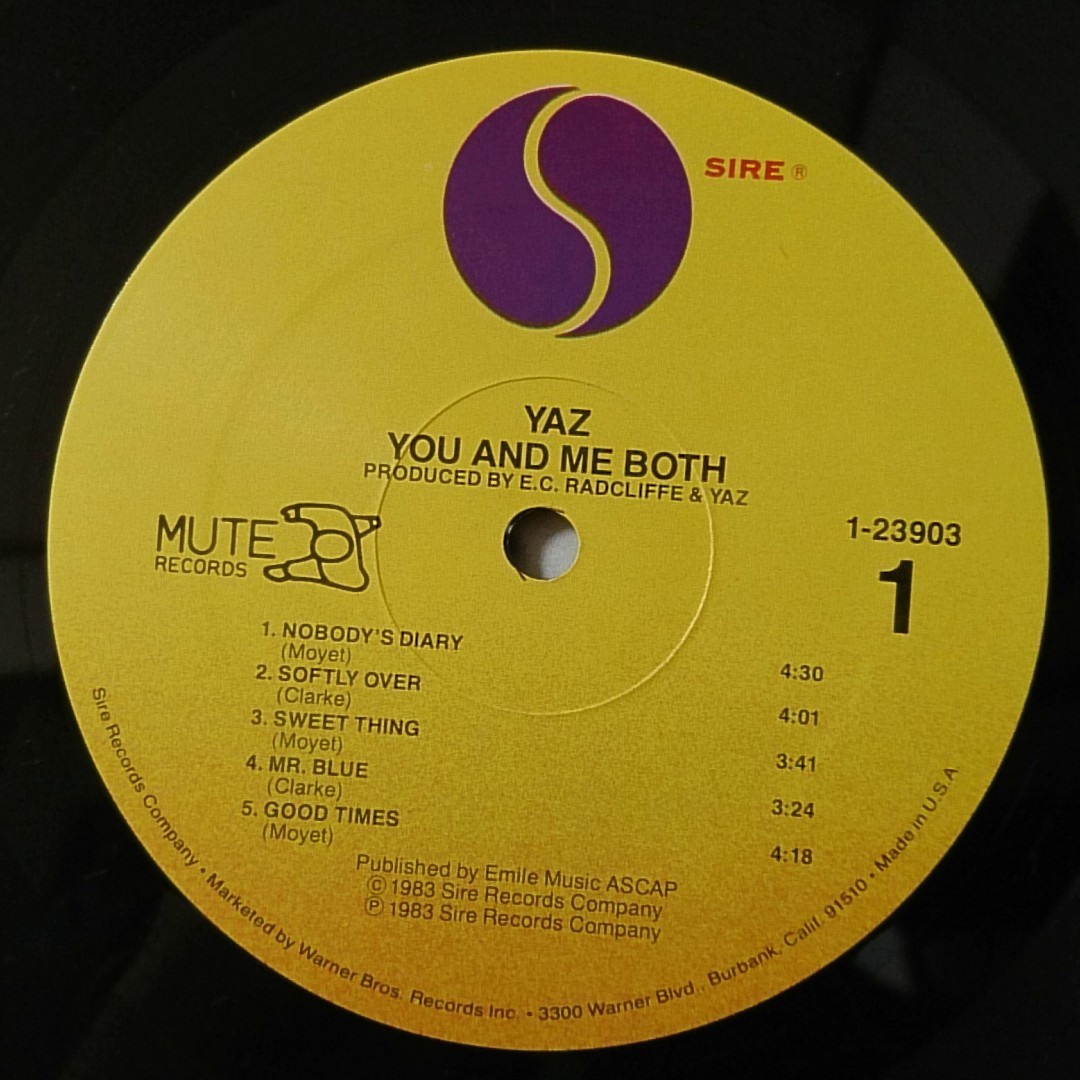 SIRE ®
YAZ
YOU AND ME BOTH
PRODUCED BY E.C. RADCLIFFE & YAZ
MUTE
RECORDS
1-23903
1
1. NOBODY'S DIARY 4:30
(Moyet)
2. SOFTLY OVER 4:01
(Clarke)
3. SWEET THING 3:41
(Moyet)
4. MR. BLUE 3:24
(Clarke)
5. GOOD TIMES 4:18
(Moyet)
Published by Emile Music ASCAP
© 1983 Sire Records Company
℗ 1983 Sire Records Company
Sire Records Company • Marketed by Warner Bros. Records Inc. • 3300 Warner Blvd., Burbank, Calif. 91510 • Made in U.S.A